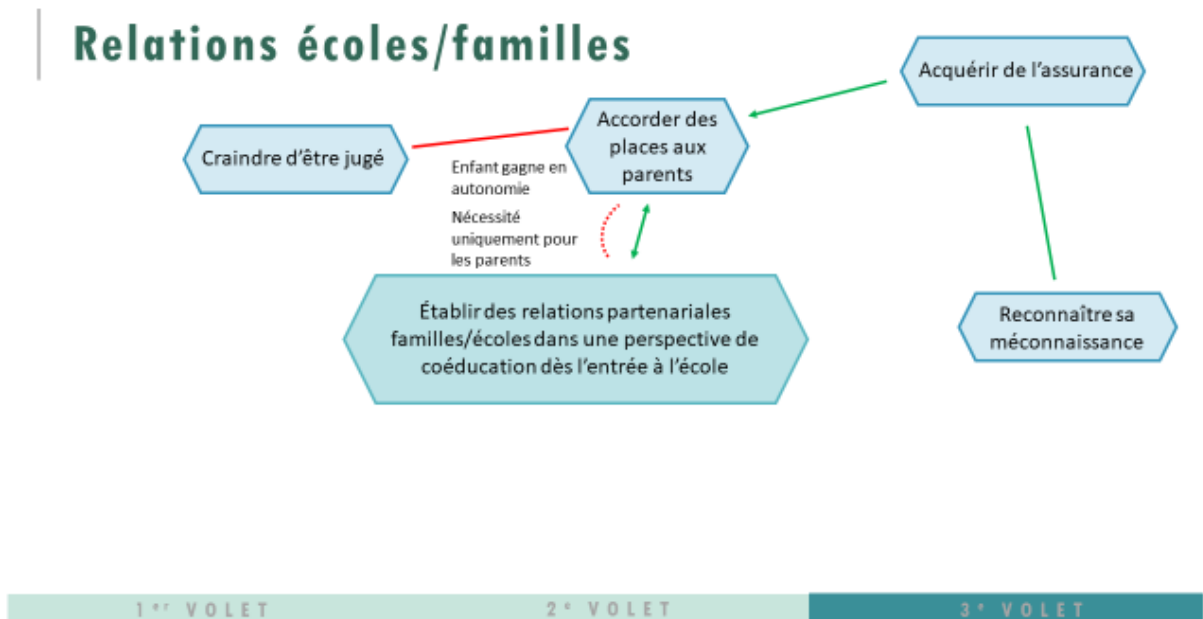 Relations écoles/familles
Acquérir de l'assurance
Accorder des
places aux
parents
Craindre d'être jugé
Enfant gagne en
autonomie
Nécessité
uniquement pour
les parents
Établir des relations partenariales
familles/écoles dans une perspective de
coéducation dès l'entrée à l'école
Reconnaître sa
méconnaissance
1er VOLET
2e VOLET
3e VOLET